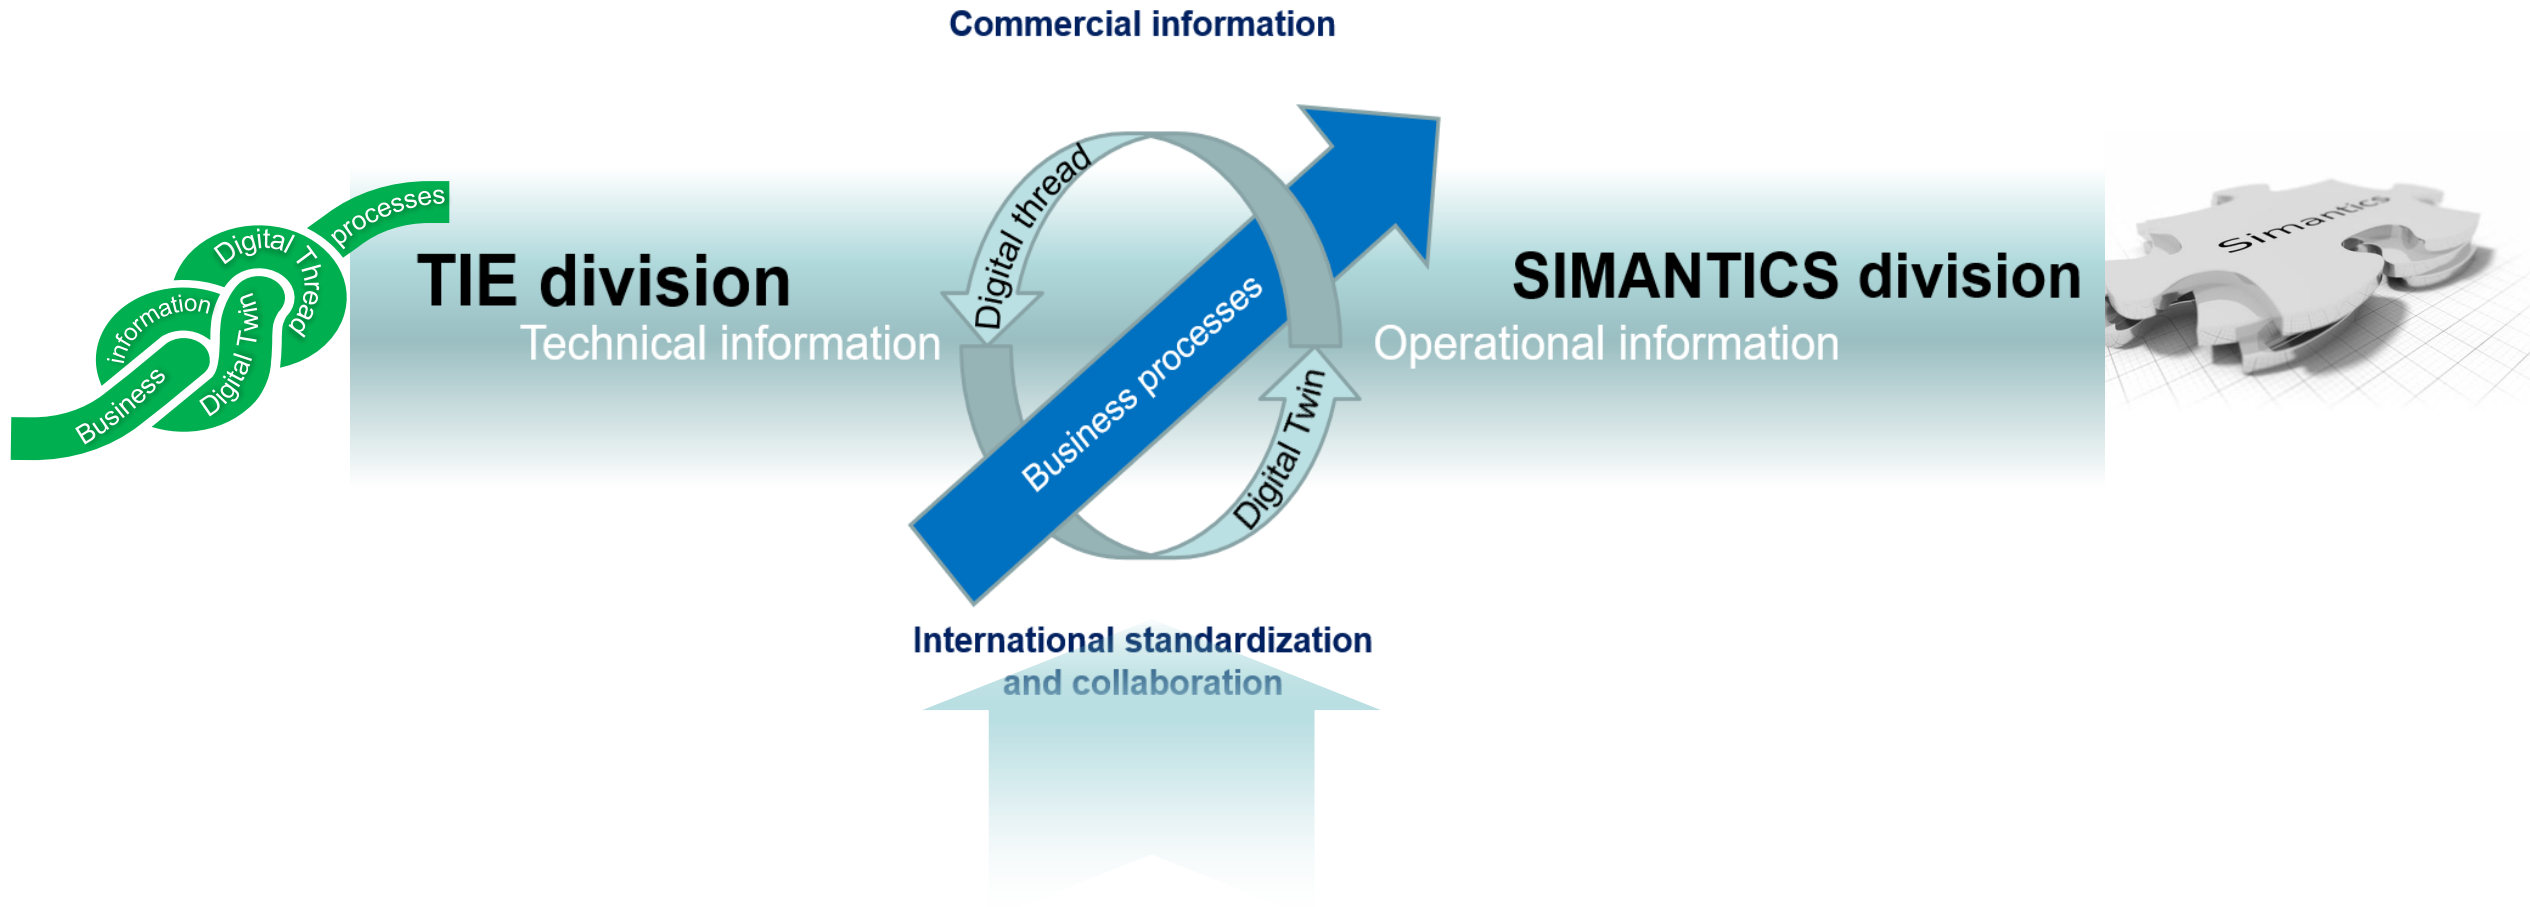 Commercial information
processes
Digital Thread
information
Digital Twin
Business
TIE division
Technical information
Digital thread
Business processes
Digital Twin
SIMANTICS division
Operational information
Simantics
International standardization
and collaboration